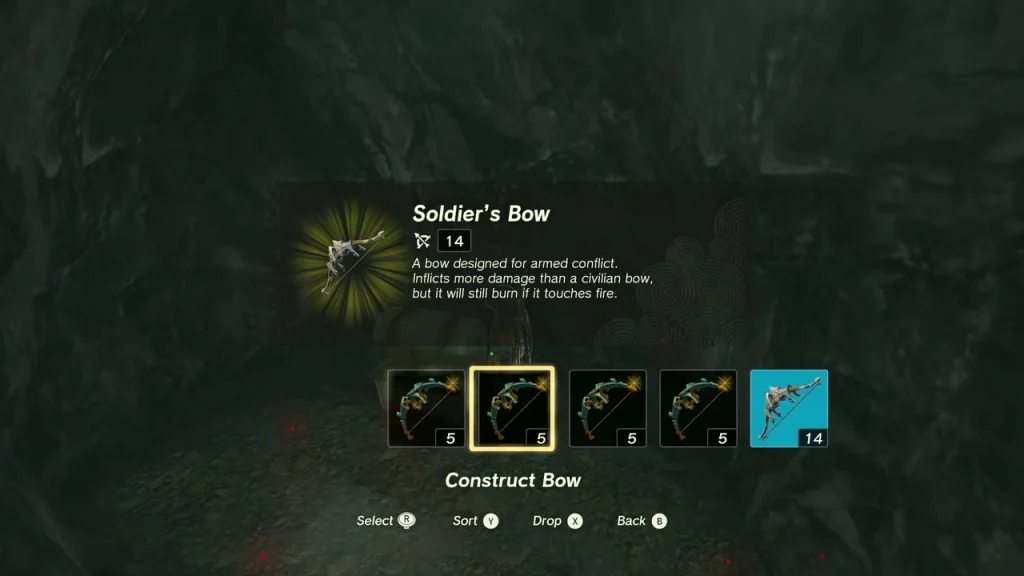 Soldier's Bow
14
A bow designed for armed conflict.
Inflicts more damage than a civilian bow,
but it will still burn if it touches fire.
5 5 5 5 14
Construct Bow
Select R Sort Y Drop X Back B